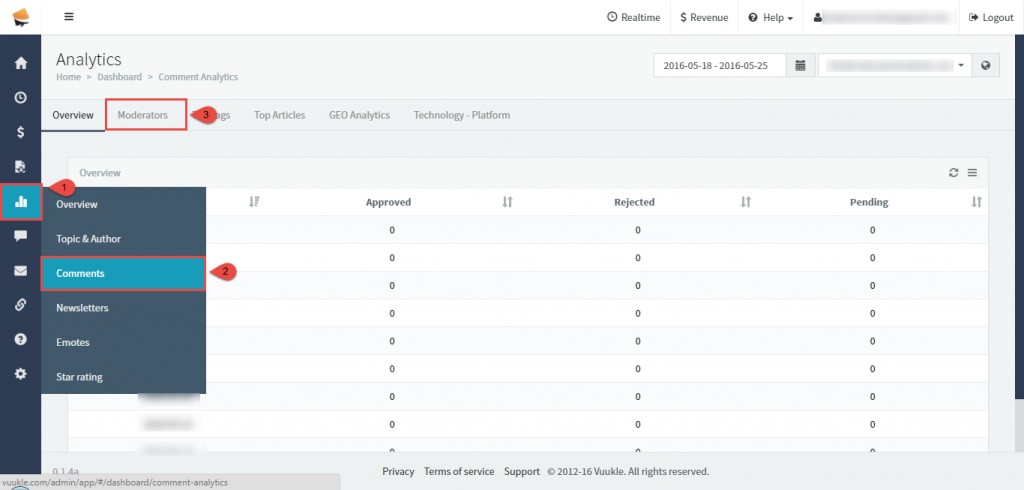 Realtime $ Revenue Help Logout
Analytics
Home > Dashboard > Comment Analytics
2016-05-18 - 2016-05-25
Overview Moderators 3 Top Articles GEO Analytics Technology - Platform
Overview
1
Approved Rejected Pending
Overview
Topic & Author
Comments 2
Newsletters
Emotes
Star rating
0 0 0
0 0 0
0 0 0
0 0 0
0 0 0
0 0 0
0 0 0
0 0 0
0 0 0
0.1.4a
Privacy Terms of service Support © 2012-16 Vuukle. All rights reserved.
vuukle.com/admin/app/#/dashboard/comment-analytics